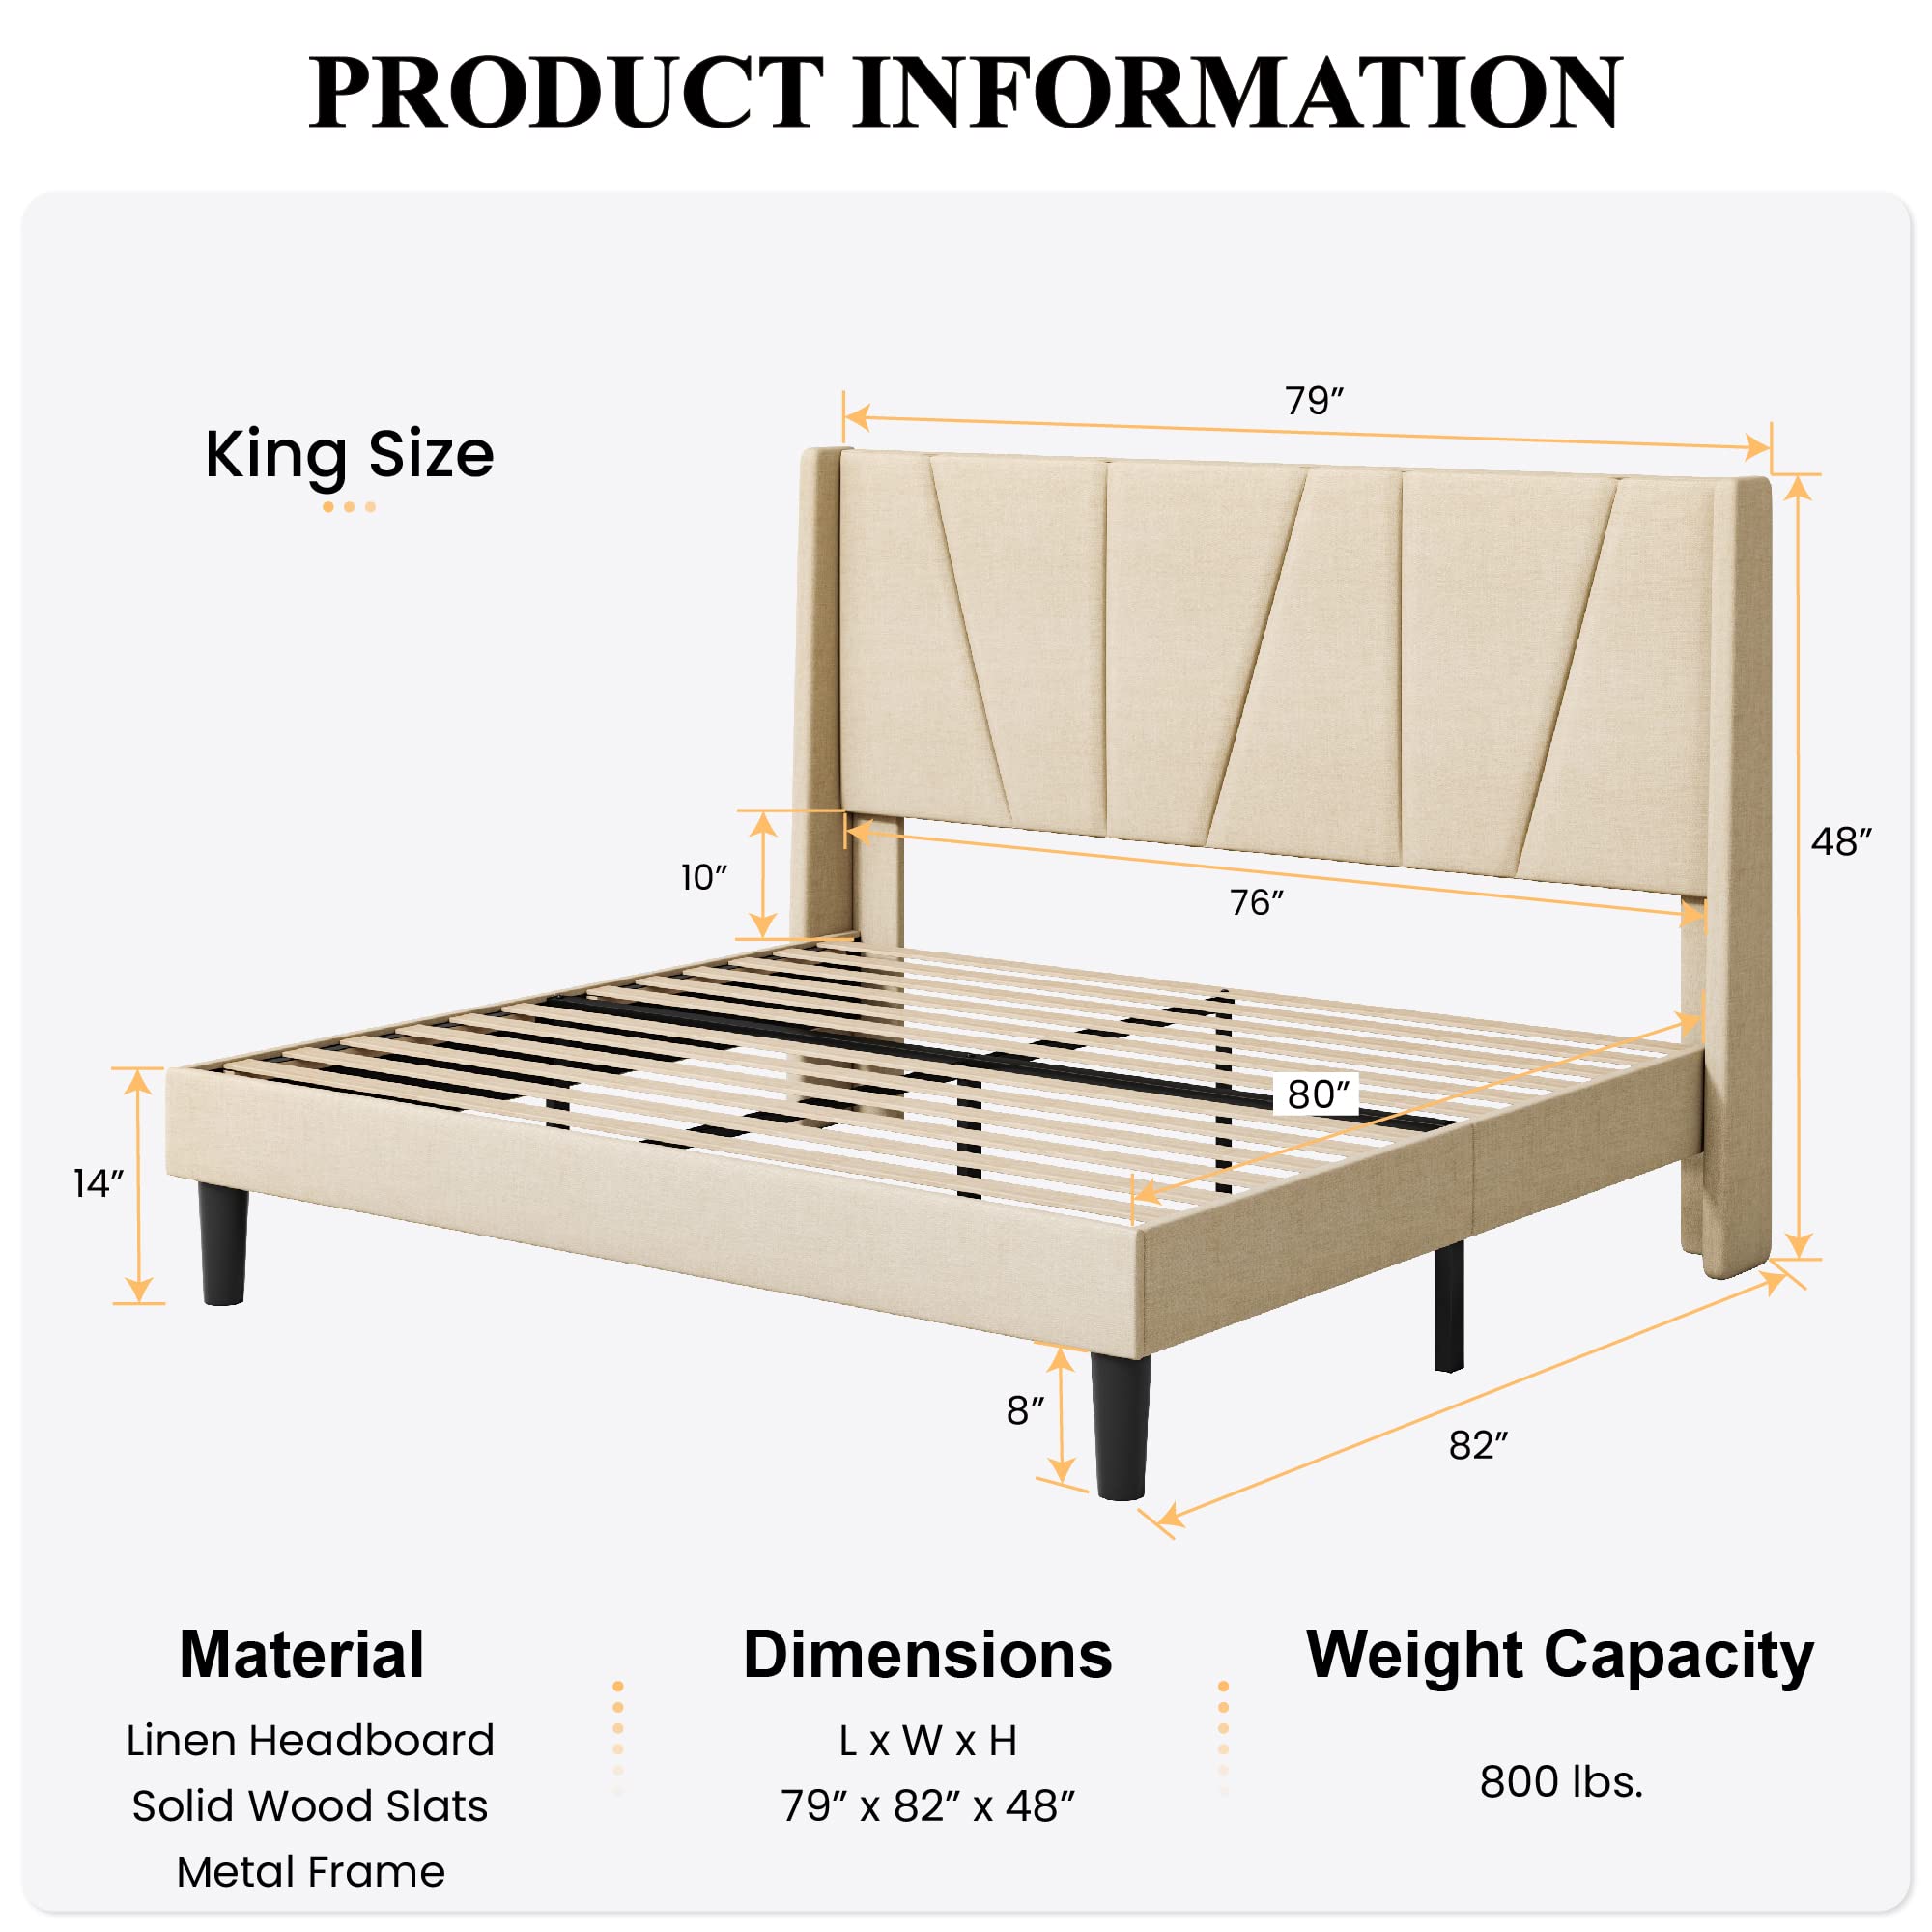 PRODUCT INFORMATION
King Size
79”
48”
10”
76”
80”
14”
8”
82”
Material
Linen Headboard
Solid Wood Slats
Metal Frame
Dimensions
L x W x H
79” x 82” x 48”
Weight Capacity
800 lbs.